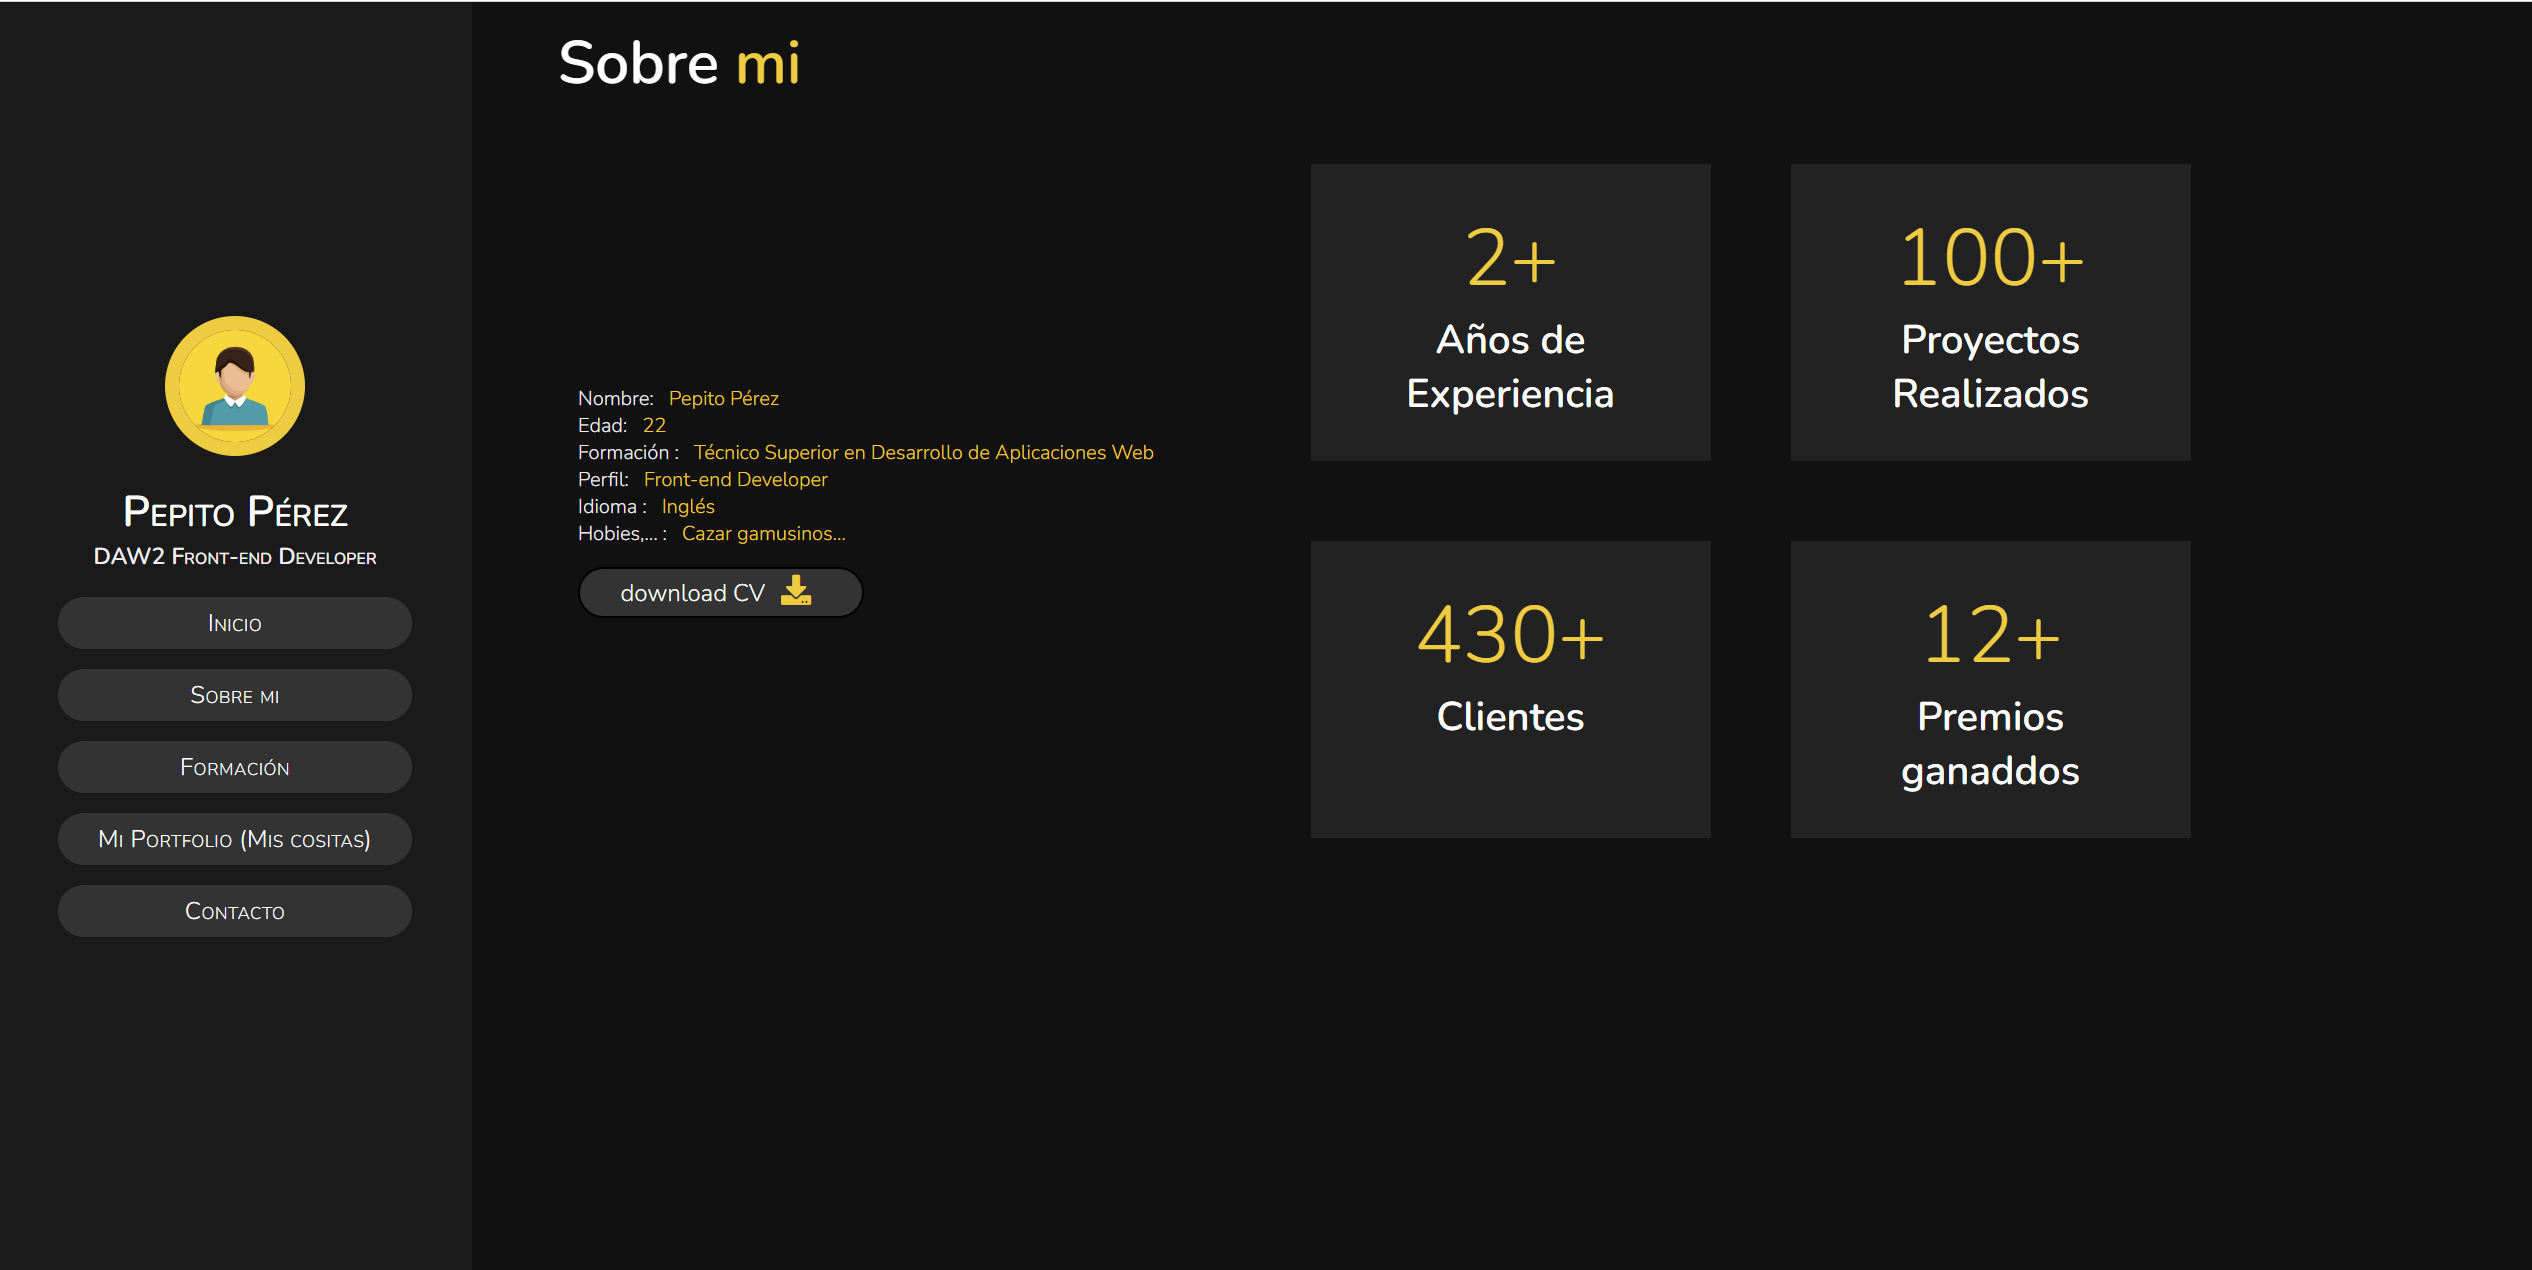 Sobre mi
Pepito Pérez
DAW2 Front-end Developer
Inicio
Sobre mi
Formación
Mi Portfolio (Mis cositas)
Contacto
Nombre: Pepito Pérez
Edad: 22
Formación : Técnico Superior en Desarrollo de Aplicaciones Web
Perfil: Front-end Developer
Idioma : Inglés
Hobies,... : Cazar gamusinos...
download CV
2+
Años de
Experiencia
100+
Proyectos
Realizados
430+
Clientes
12+
Premios
ganaddos